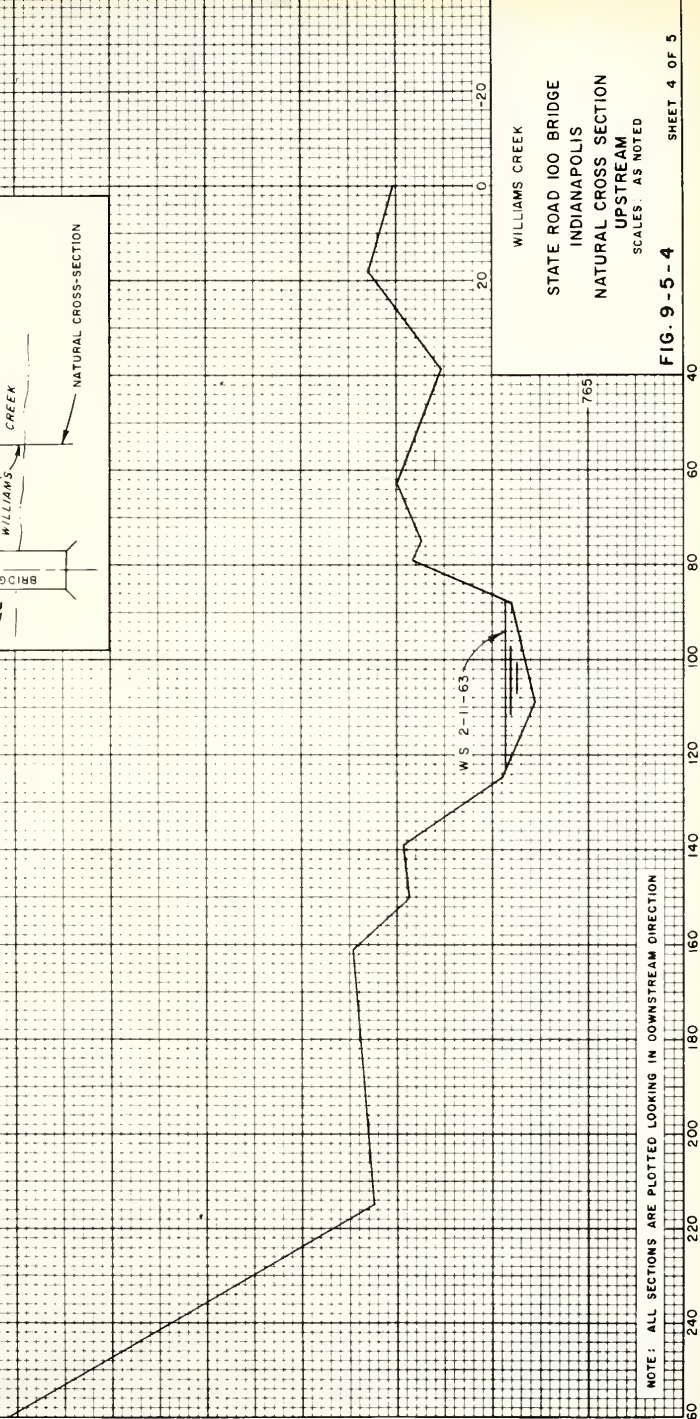 BRIDG
WILLIAMS
CREEK
NATURAL CROSS-SECTION
W S 2-11-63
765
-20
0
20
40
60
80
100
120
140
160
180
200
220
240
60
NOTE: ALL SECTIONS ARE PLOTTED LOOKING IN DOWNSTREAM DIRECTION
WILLIAMS CREEK
STATE ROAD 100 BRIDGE
INDIANAPOLIS
NATURAL CROSS SECTION
UPSTREAM
SCALES: AS NOTED
FIG. 9-5-4
SHEET 4 OF 5